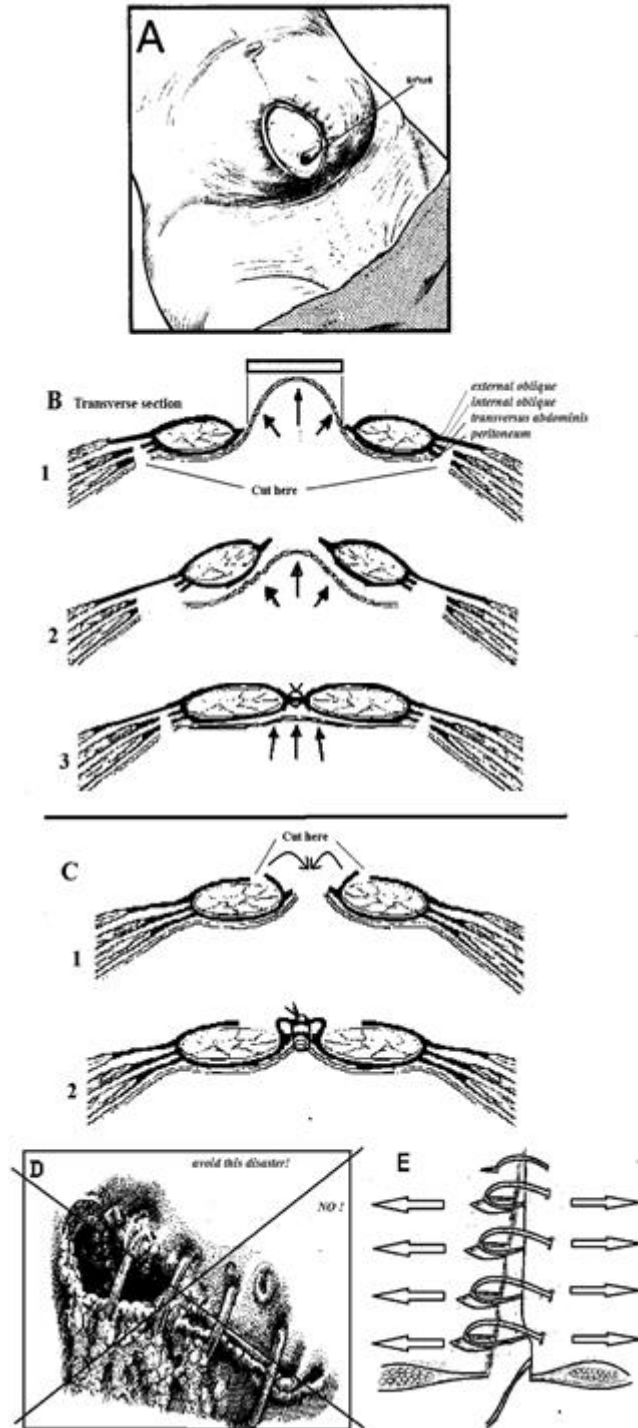 A
sinus
B
Transverse section
external oblique
internal oblique
transversus abdominis
peritoneum
1
Cut here
2
3
Cut here
C
1
2
D
avoid this disaster!
NO !
E